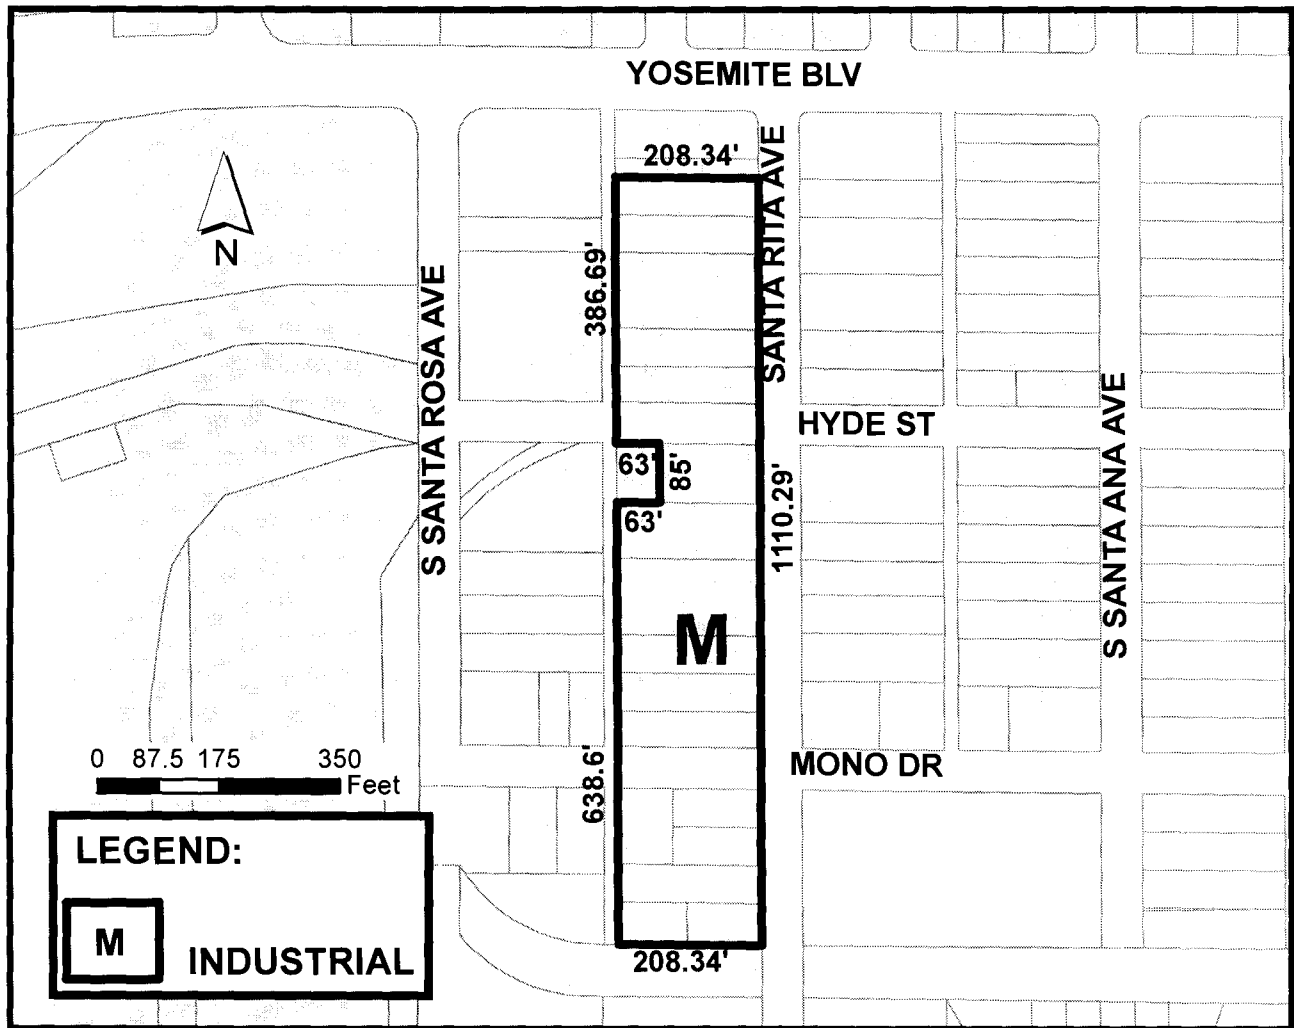 YOSEMITE BLV
208.34'
SANTA RITA AVE
N
386.69'
S SANTA ROSA AVE
S SANTA ANA AVE
HYDE ST
63'
85'
63'
1110.29'
M
638.6'
MONO DR
0 87.5 175 350
Feet
LEGEND:
M INDUSTRIAL
208.34'